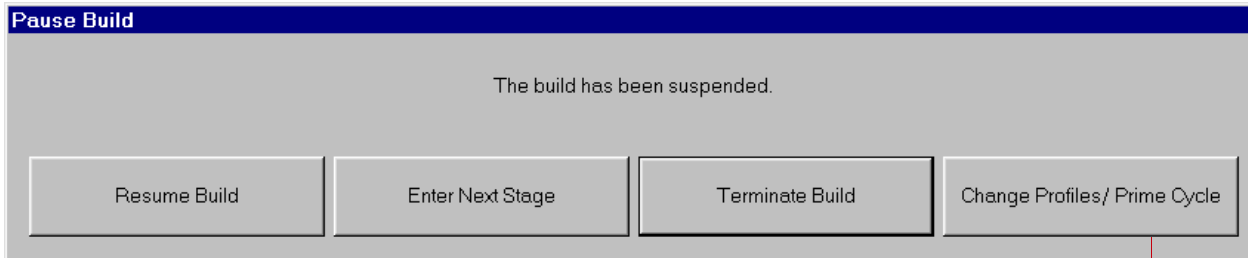 Pause Build
The build has been suspended.
Resume Build
Enter Next Stage
Terminate Build
Change Profiles/ Prime Cycle